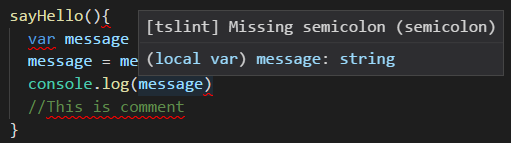 sayHello(){
[tslint] Missing semicolon (semicolon)
var message
(local var) message: string
message = me
console.log(message)
//This is comment
}